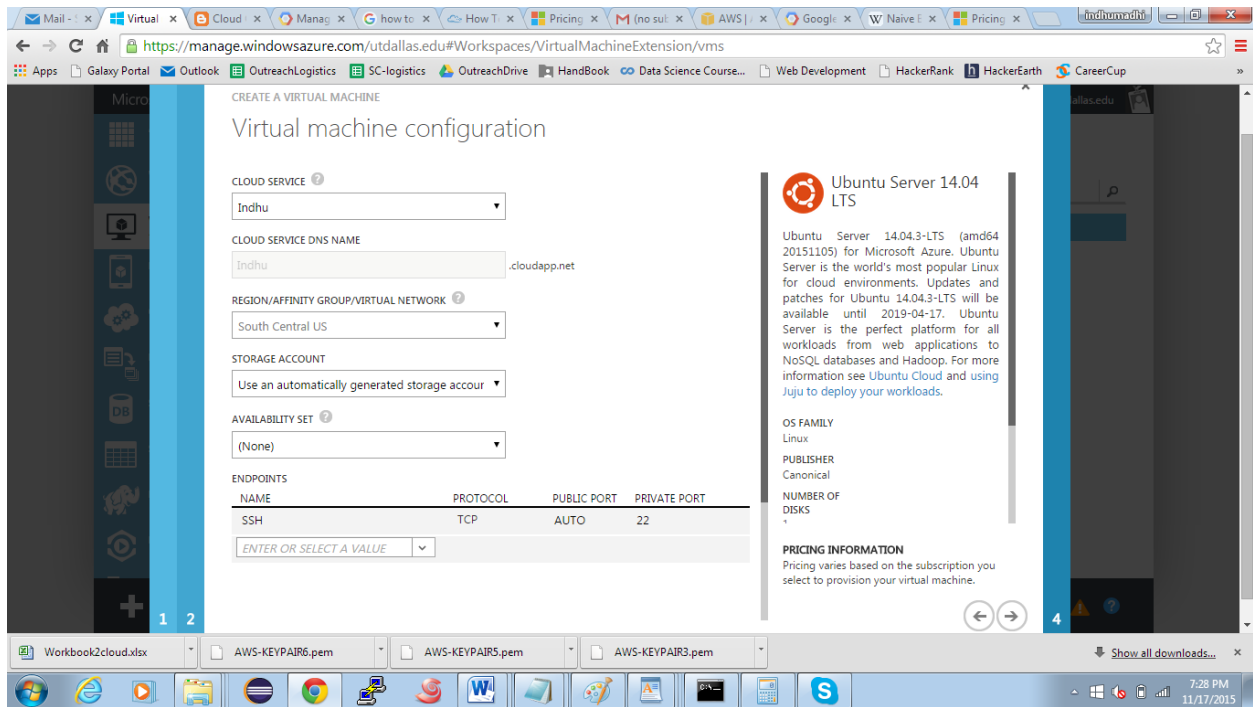 Mail - S
Virtual
Cloud
Manag
how to
How T
Pricing
(no sub
AWS |
Google
Naive B
Pricing
indhumadhi
https://manage.windowsazure.com/utdallas.edu#Workspaces/VirtualMachineExtension/vms
Apps Galaxy Portal Outlook OutreachLogistics SC-logistics OutreachDrive HandBook Data Science Course... Web Development HackerRank HackerEarth CareerCup »
Micro
allas.edu
CREATE A VIRTUAL MACHINE
Virtual machine configuration
CLOUD SERVICE ?
Indhu
CLOUD SERVICE DNS NAME
Indhu .cloudapp.net
REGION/AFFINITY GROUP/VIRTUAL NETWORK ?
South Central US
STORAGE ACCOUNT
Use an automatically generated storage accour
AVAILABILITY SET ?
(None)
ENDPOINTS
NAME PROTOCOL PUBLIC PORT PRIVATE PORT
SSH TCP AUTO 22
ENTER OR SELECT A VALUE
Ubuntu Server 14.04
LTS
Ubuntu Server 14.04.3-LTS (amd64
20151105) for Microsoft Azure. Ubuntu
Server is the world's most popular Linux
for cloud environments. Updates and
patches for Ubuntu 14.04.3-LTS will be
available until 2019-04-17. Ubuntu
Server is the perfect platform for all
workloads from web applications to
NoSQL databases and Hadoop. For more
information see Ubuntu Cloud and using
Juju to deploy your workloads.
OS FAMILY
Linux
PUBLISHER
Canonical
NUMBER OF
DISKS
PRICING INFORMATION
Pricing varies based on the subscription you
select to provision your virtual machine.
DB
1 2
4
?
Workbook2cloud.xlsx AWS-KEYPAIR6.pem AWS-KEYPAIR5.pem AWS-KEYPAIR3.pem Show all downloads...
7:28 PM
11/17/2015